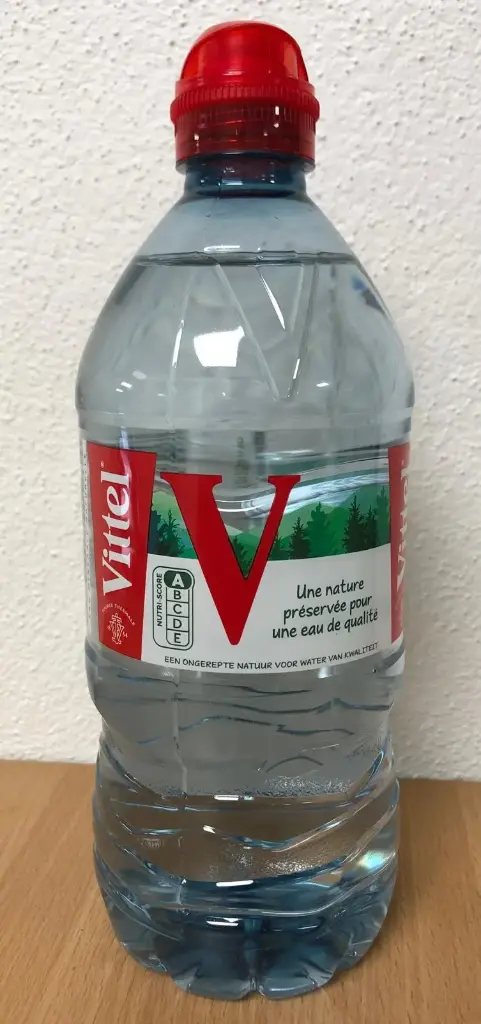 Vittel
V
NUTRI-SCORE
A
B
C
D
E
Une nature
préservée pour
une eau de qualité
EEN ONGEREPTE NATUUR VOOR WATER VAN KWALITEIT
Vittel